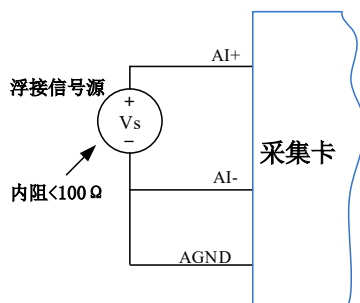 AI+
浮接信号源
+
Vs
−
采集卡
内阻<100Ω
AI-
AGND